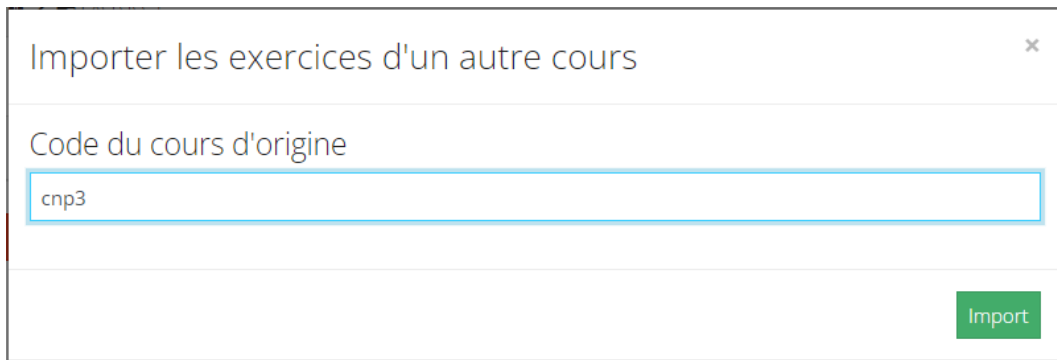 Importer les exercices d'un autre cours
×
Code du cours d'origine
cnp3
Import